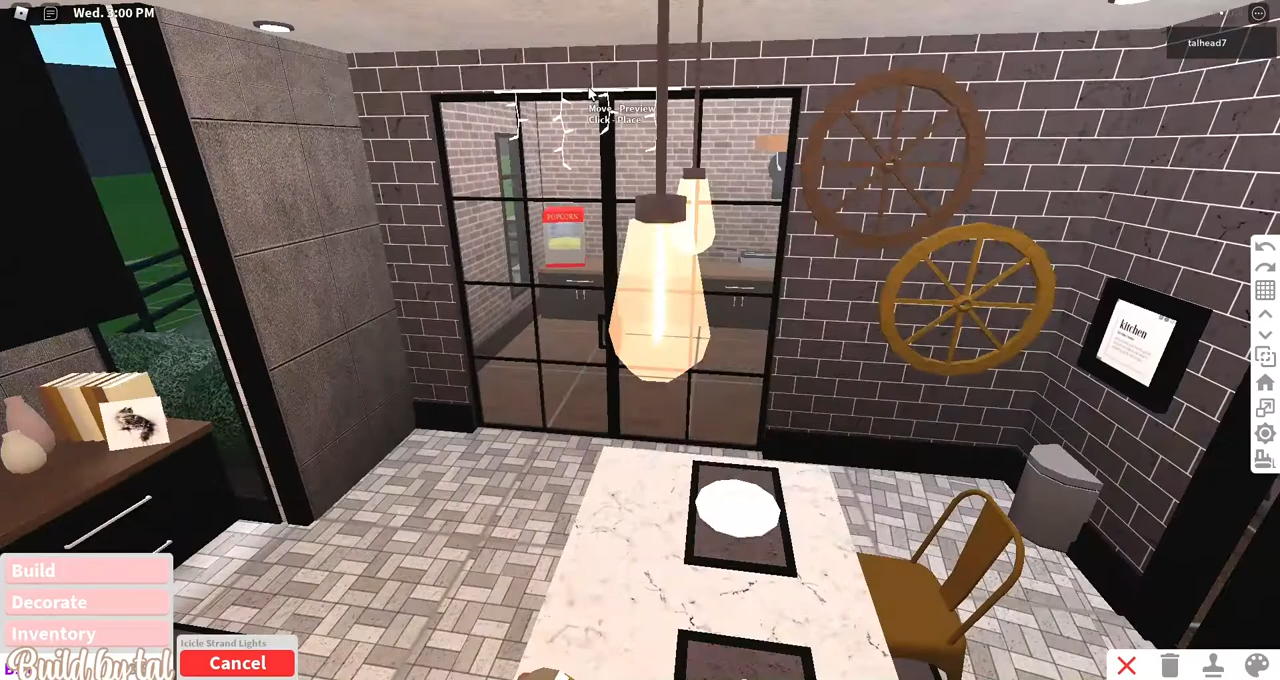 Wed. 3:00 PM
talhead7
Move - Preview
Click - Place
POPCORN
kitchen
Build
Decorate
Inventory
Icicle Strand Lights
Cancel
Build by tal